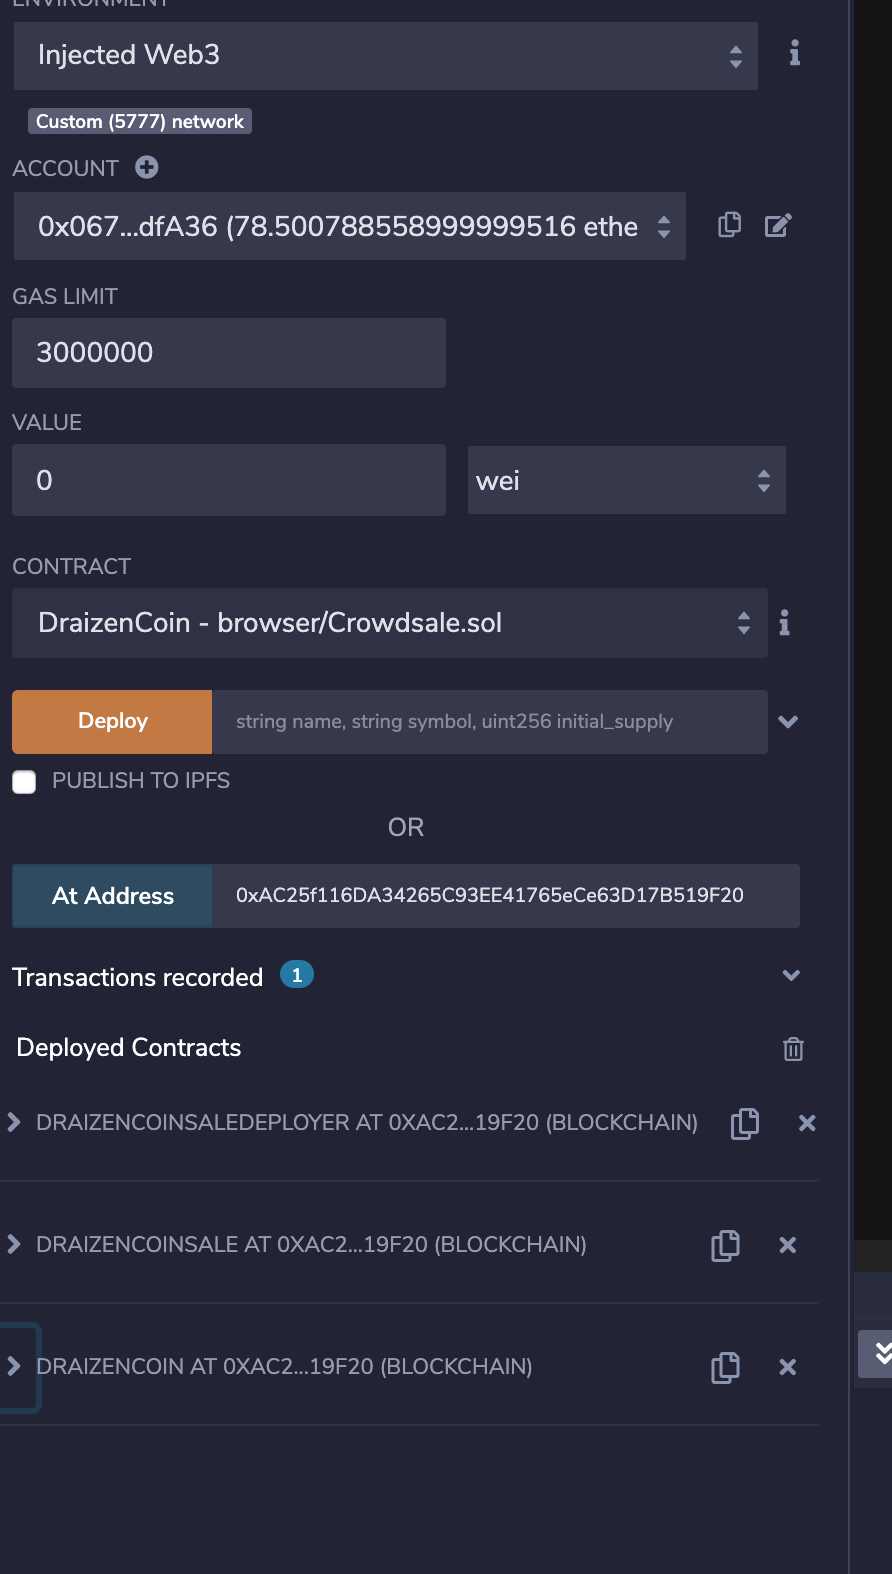 ENVIRONMENT
Injected Web3
Custom (5777) network
ACCOUNT
0x067...dfA36 (78.500788558999999516 ethe
GAS LIMIT
3000000
VALUE
0
wei
CONTRACT
DraizenCoin - browser/Crowdsale.sol
Deploy
string name, string symbol, uint256 initial_supply
PUBLISH TO IPFS
OR
At Address
0xAC25f116DA34265C93EE41765eCe63D17B519F20
Transactions recorded 1
Deployed Contracts
DRAIZENCOINSALEDEPLOYER AT 0XAC2...19F20 (BLOCKCHAIN)
DRAIZENCOINSALE AT 0XAC2...19F20 (BLOCKCHAIN)
DRAIZENCOIN AT 0XAC2...19F20 (BLOCKCHAIN)